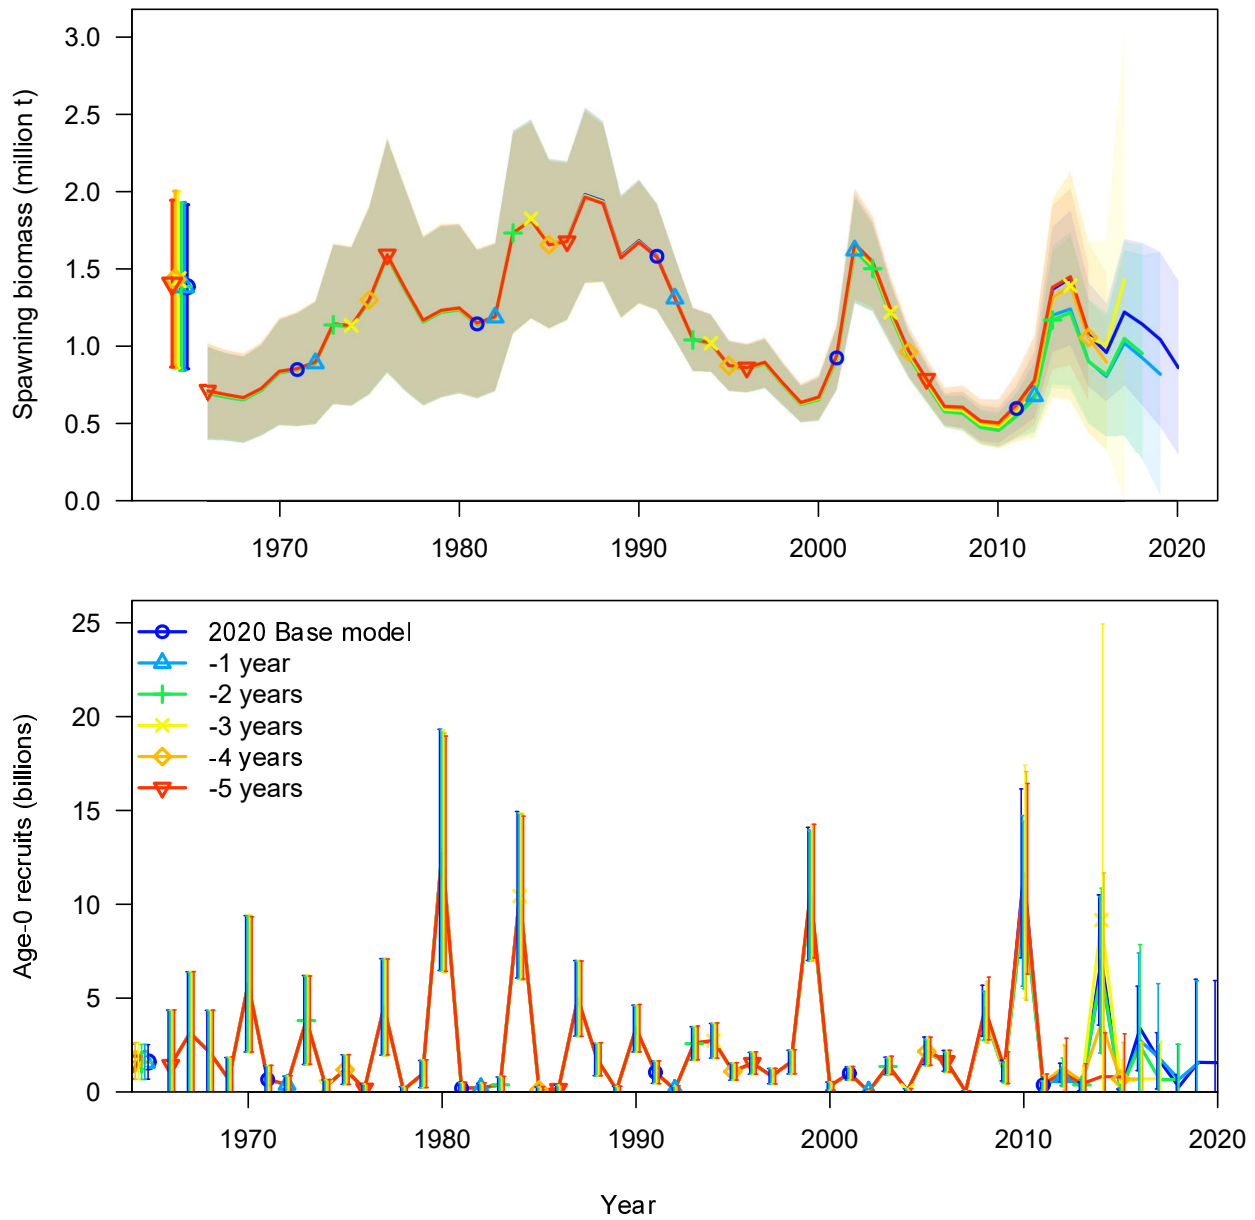 Spawning biomass (million t)
3.0
2.5
2.0
1.5
1.0
0.5
0.0
1970 1980 1990 2000 2010 2020
Age-0 recruits (billions)
25
20
15
10
5
0
2020 Base model
-1 year
-2 years
-3 years
-4 years
-5 years
1970 1980 1990 2000 2010 2020
Year